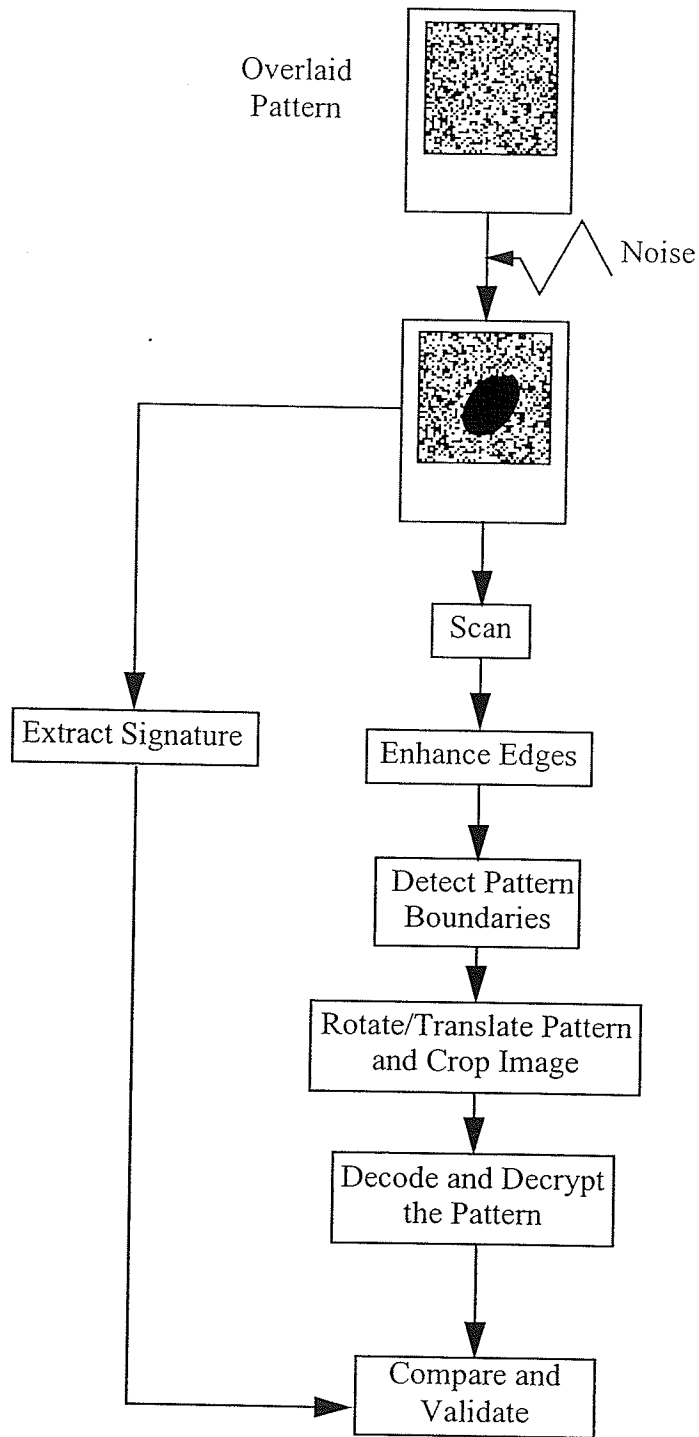 Overlaid
Pattern
Noise
Scan
Extract Signature
Enhance Edges
Detect Pattern
Boundaries
Rotate/Translate Pattern
and Crop Image
Decode and Decrypt
the Pattern
Compare and
Validate